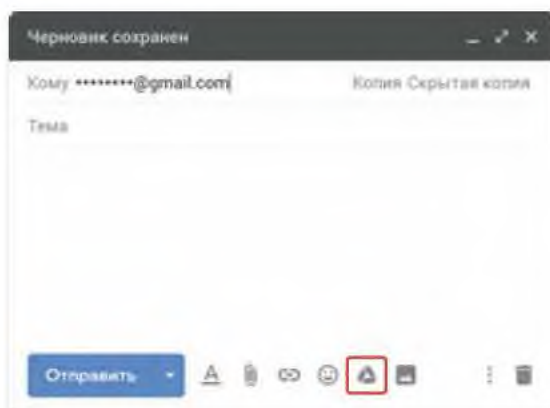 Черновик сохранен
Кому ••••••••@gmail.com Копия Скрытая копия
Тема
Отправить